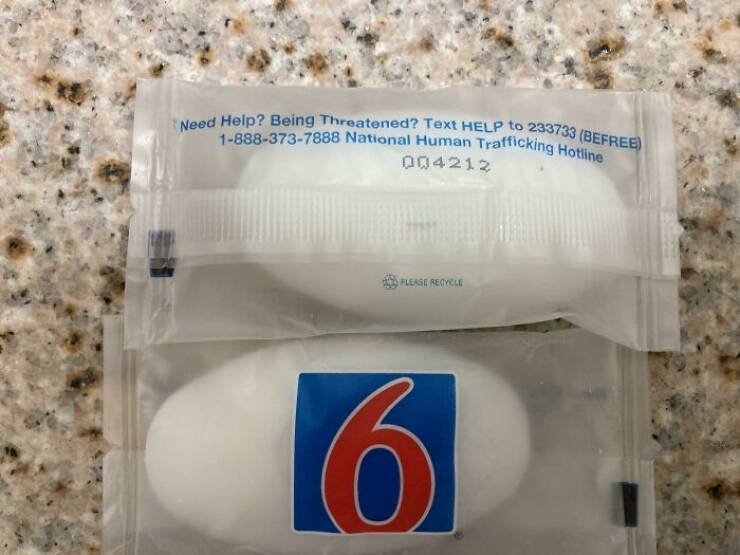 Need Help? Being Threatened? Text HELP to 233733 (BEFREE)
1-888-373-7888 National Human Trafficking Hotline
004212
PLEASE RECYCLE
6
®